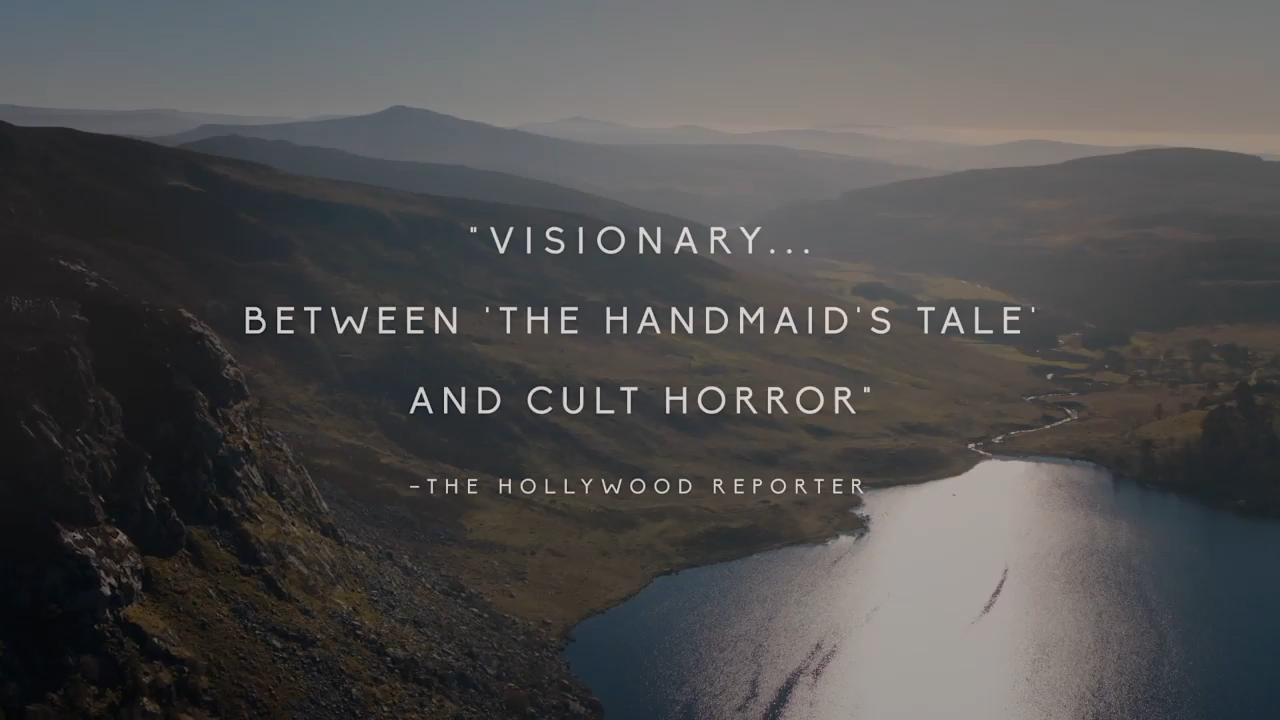 "VISIONARY...
BETWEEN 'THE HANDMAID'S TALE'
AND CULT HORROR"
-THE HOLLYWOOD REPORTER